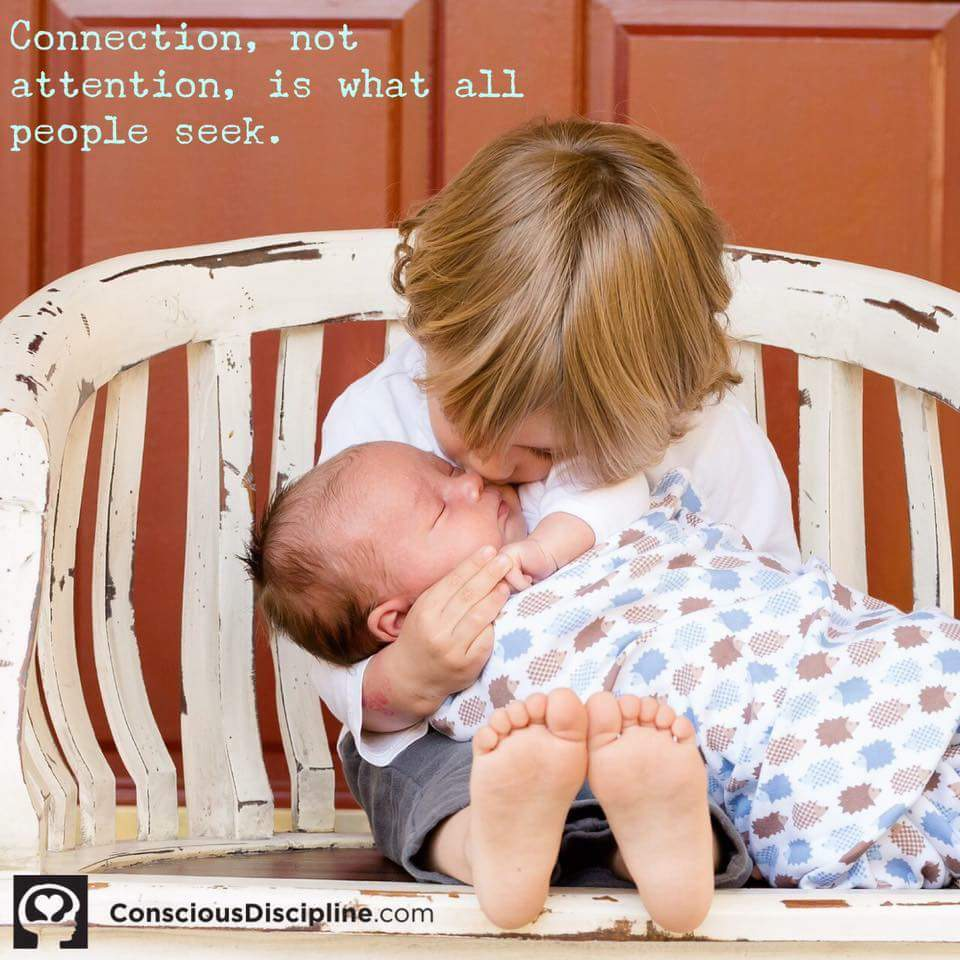 Connection, not
attention, is what all
people seek.
ConsciousDiscipline.com